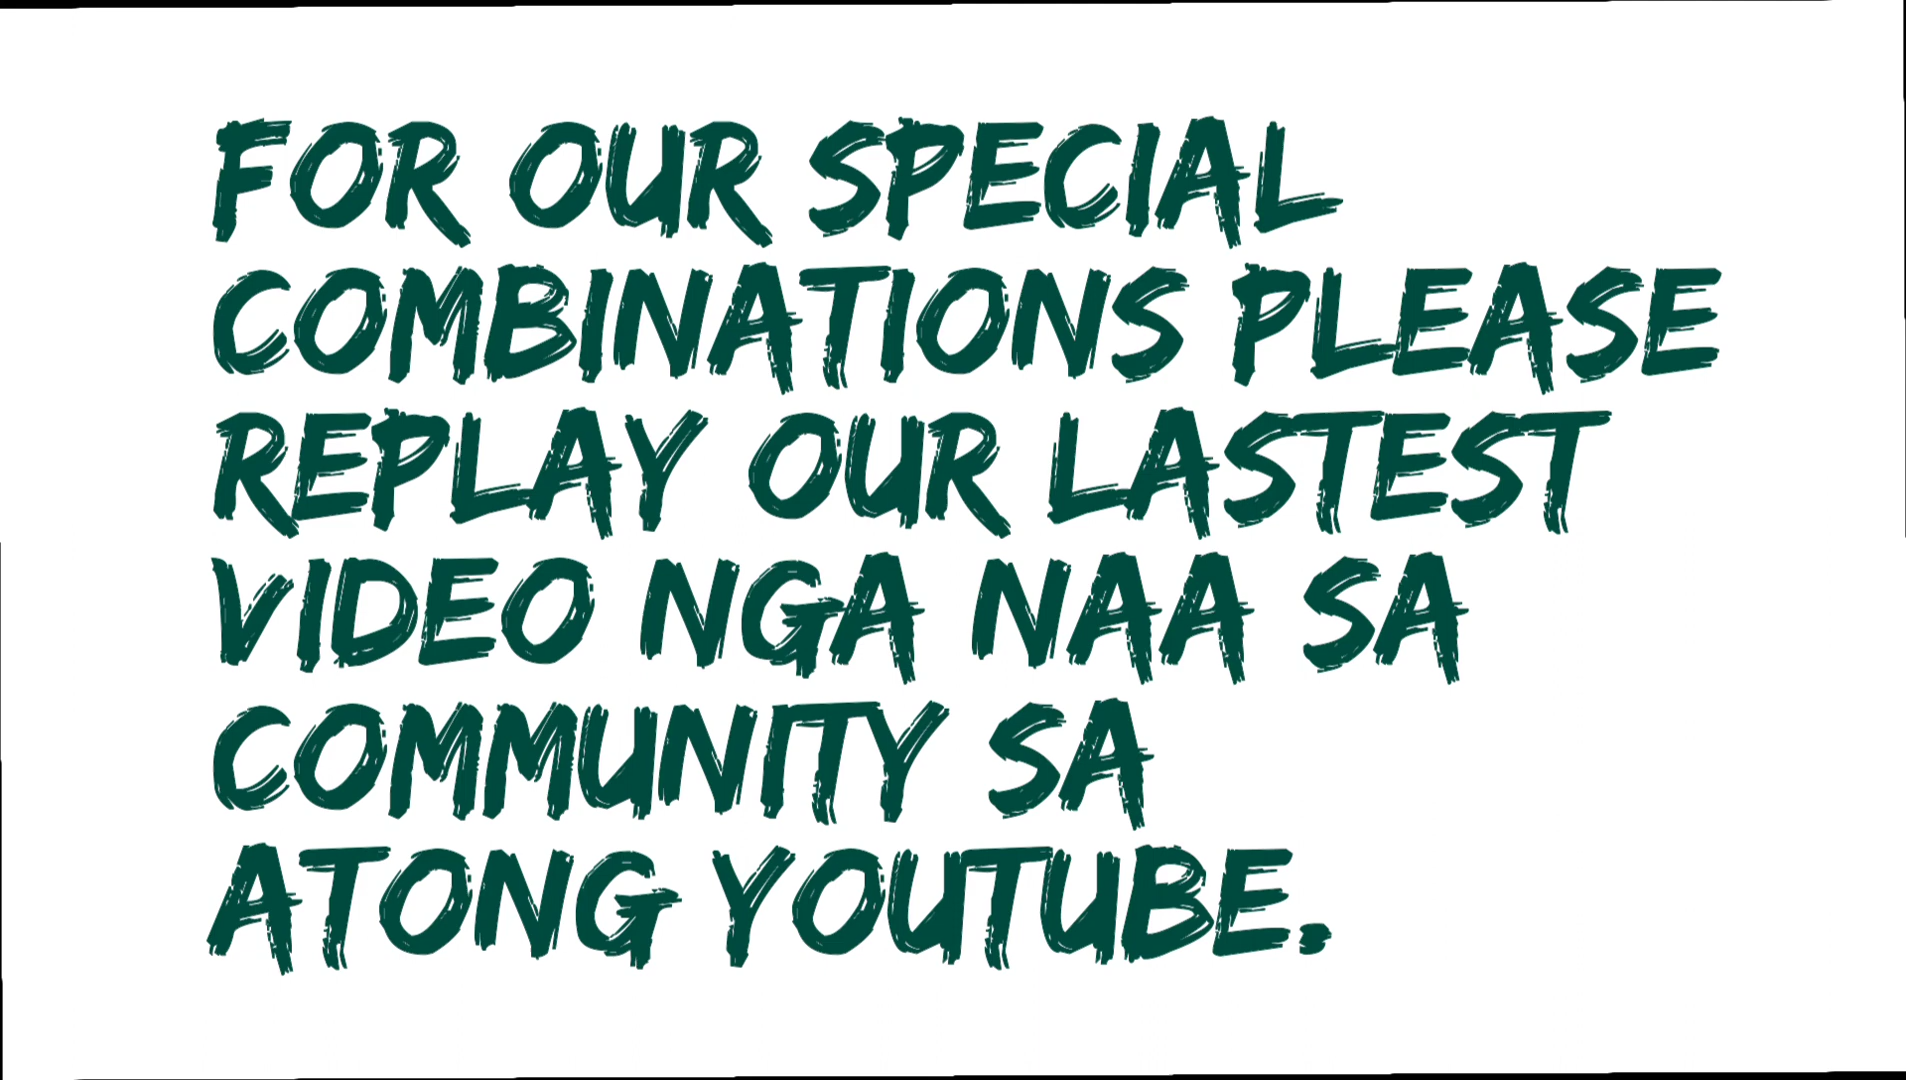 FOR OUR SPECIAL
COMBINATIONS PLEASE
REPLAY OUR LASTEST
VIDEO NGA NAA SA
COMMUNITY SA
ATONG YOUTUBE.